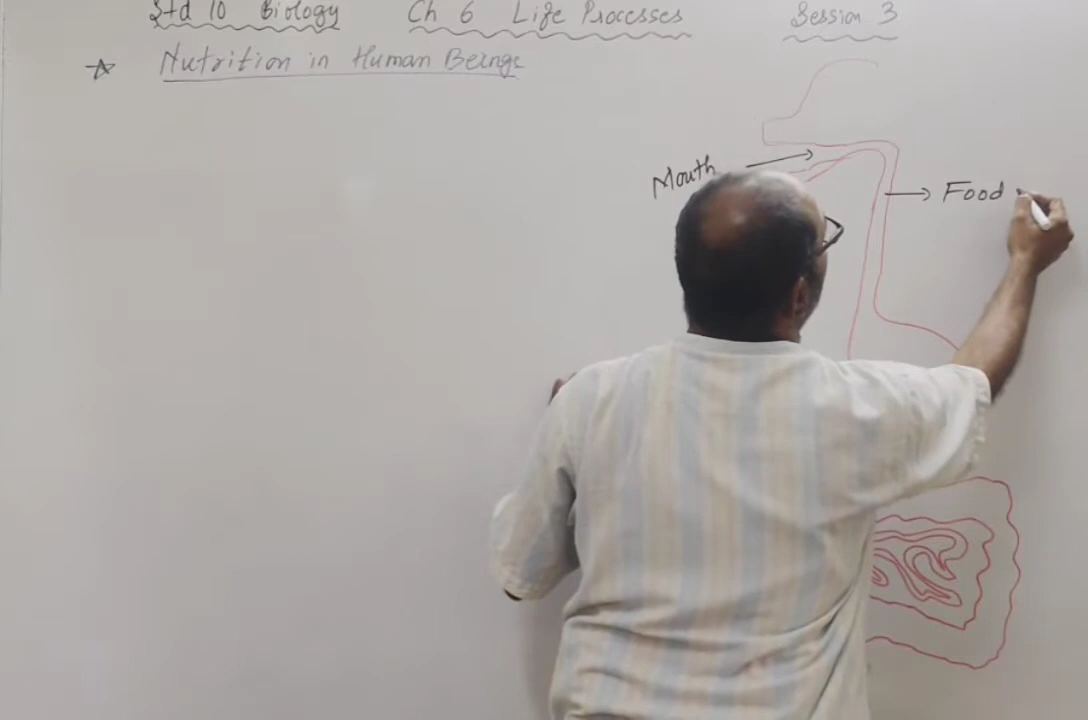 Std 10 Biology Ch 6 Life Processes Session 3
Nutrition in Human Beings
Mouth
Food